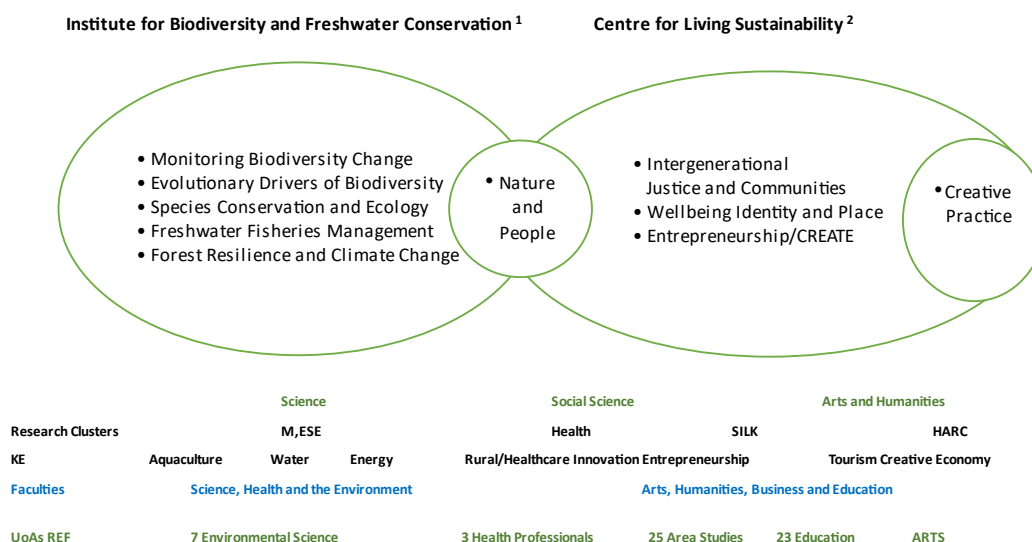 Institute for Biodiversity and Freshwater Conservation 1 Centre for Living Sustainability 2
• Monitoring Biodiversity Change
• Evolutionary Drivers of Biodiversity
• Species Conservation and Ecology
• Freshwater Fisheries Management
• Forest Resilience and Climate Change
• Nature
and
People
• Intergenerational
Justice and Communities
• Wellbeing Identity and Place
• Entrepreneurship/CREATE
• Creative
Practice
Science Social Science Arts and Humanities
Research Clusters M,ESE Health SILK HARC
KE Aquaculture Water Energy Rural/Healthcare Innovation Entrepreneurship Tourism Creative Economy
Faculties Science, Health and the Environment Arts, Humanities, Business and Education
UoAs REF 7 Environmental Science 3 Health Professionals 25 Area Studies 23 Education ARTS